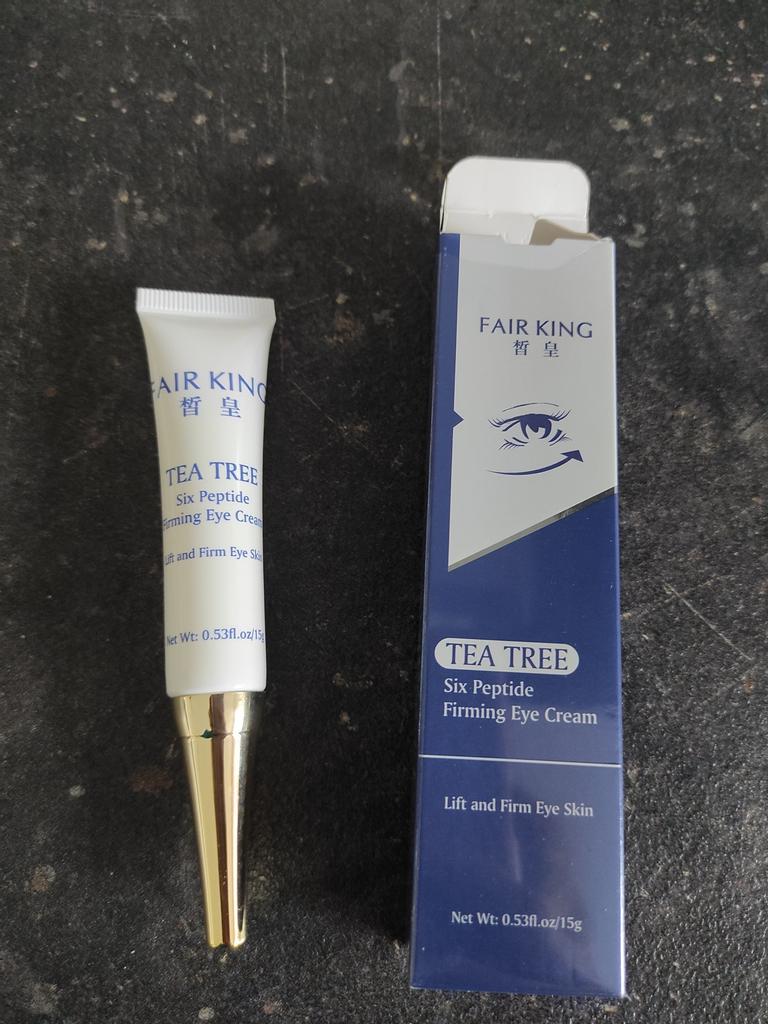 FAIR KING
皙 皇
TEA TREE
Six Peptide
Firming Eye Cream
Lift and Firm Eye Skin
Net Wt: 0.53fl.oz/15g
FAIR KING
皙 皇
TEA TREE
Six Peptide
Firming Eye Cream
Lift and Firm Eye Skin
Net Wt: 0.53fl.oz/15g